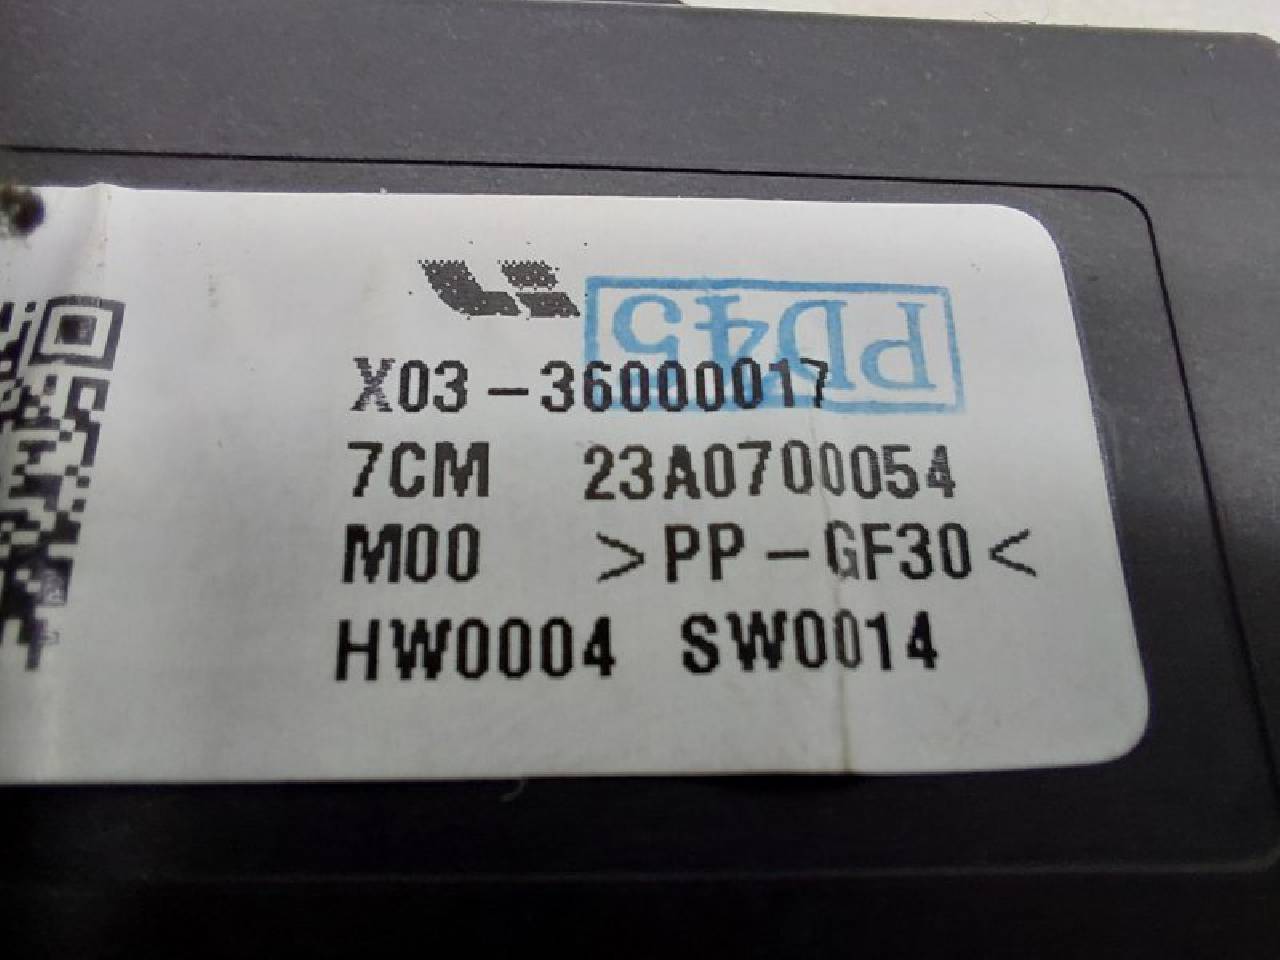 PD45
X03-36000017
7CM 23A0700054
M00 >PP-GF30<
HW0004 SW0014